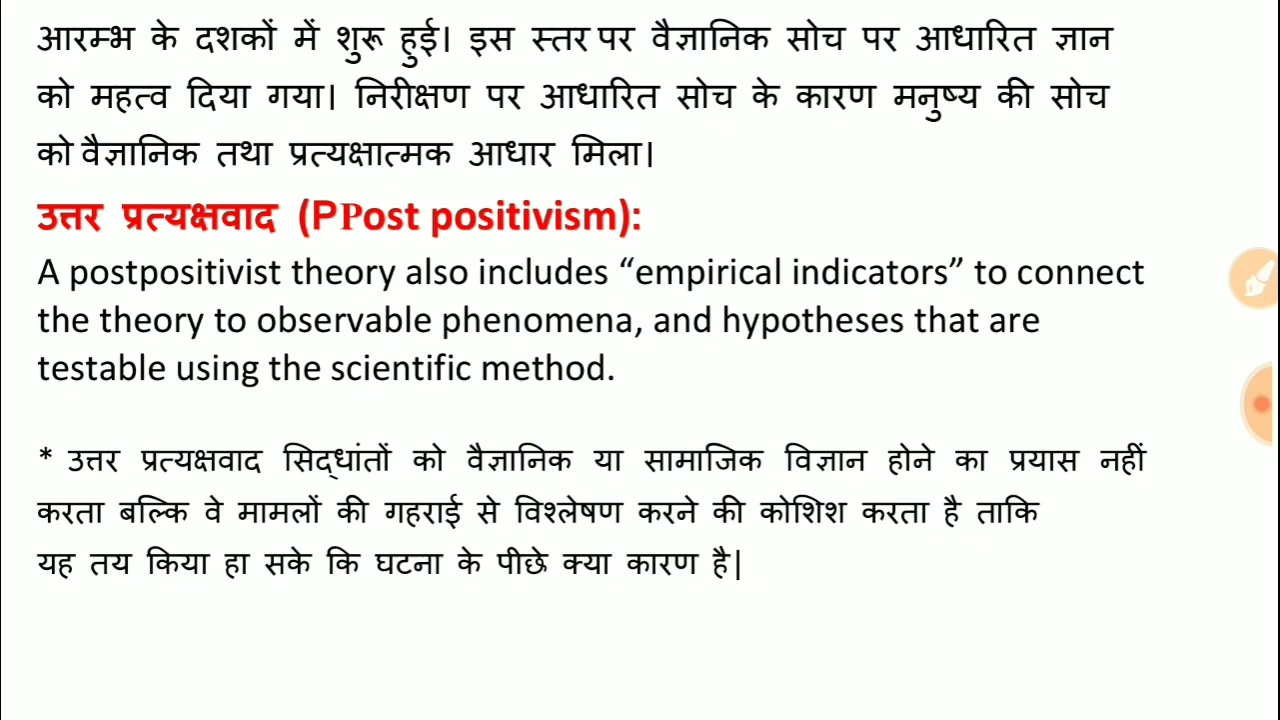 आरम्भ के दशकों में शुरू हुई। इस स्तर पर वैज्ञानिक सोच पर आधारित ज्ञान
को महत्व दिया गया। निरीक्षण पर आधारित सोच के कारण मनुष्य की सोच
को वैज्ञानिक तथा प्रत्यक्षात्मक आधार मिला।
उत्तर प्रत्यक्षवाद (PPost positivism):
A postpositivist theory also includes “empirical indicators” to connect
the theory to observable phenomena, and hypotheses that are
testable using the scientific method.
* उत्तर प्रत्यक्षवाद सिद्धांतों को वैज्ञानिक या सामाजिक विज्ञान होने का प्रयास नहीं
करता बल्कि वे मामलों की गहराई से विश्लेषण करने की कोशिश करता है ताकि
यह तय किया हा सके कि घटना के पीछे क्या कारण है|